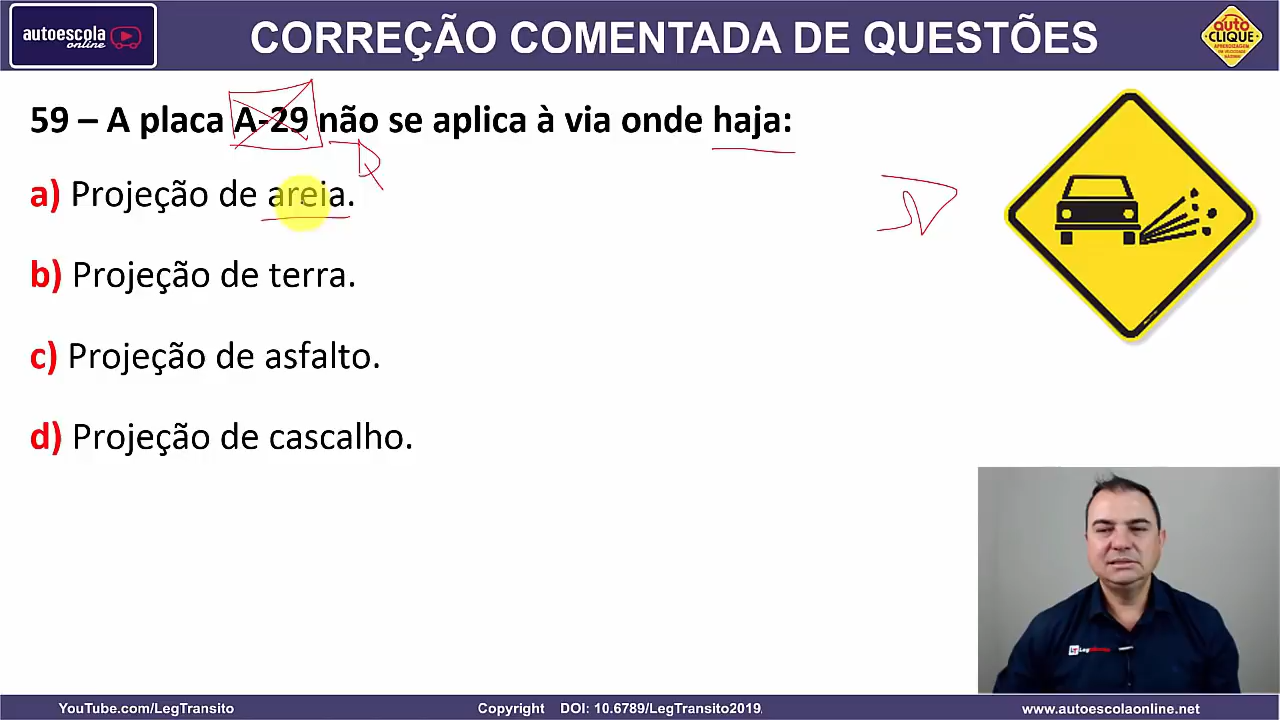 autoescola
online
CORREÇÃO COMENTADA DE QUESTÕES
auto
CLIQUE
59 – A placa A-29 não se aplica à via onde haja:
a) Projeção de areia.
b) Projeção de terra.
c) Projeção de asfalto.
d) Projeção de cascalho.
YouTube.com/LegTransito
Copyright DOI: 10.6789/LegTransito2019.
www.autoescolaonline.net